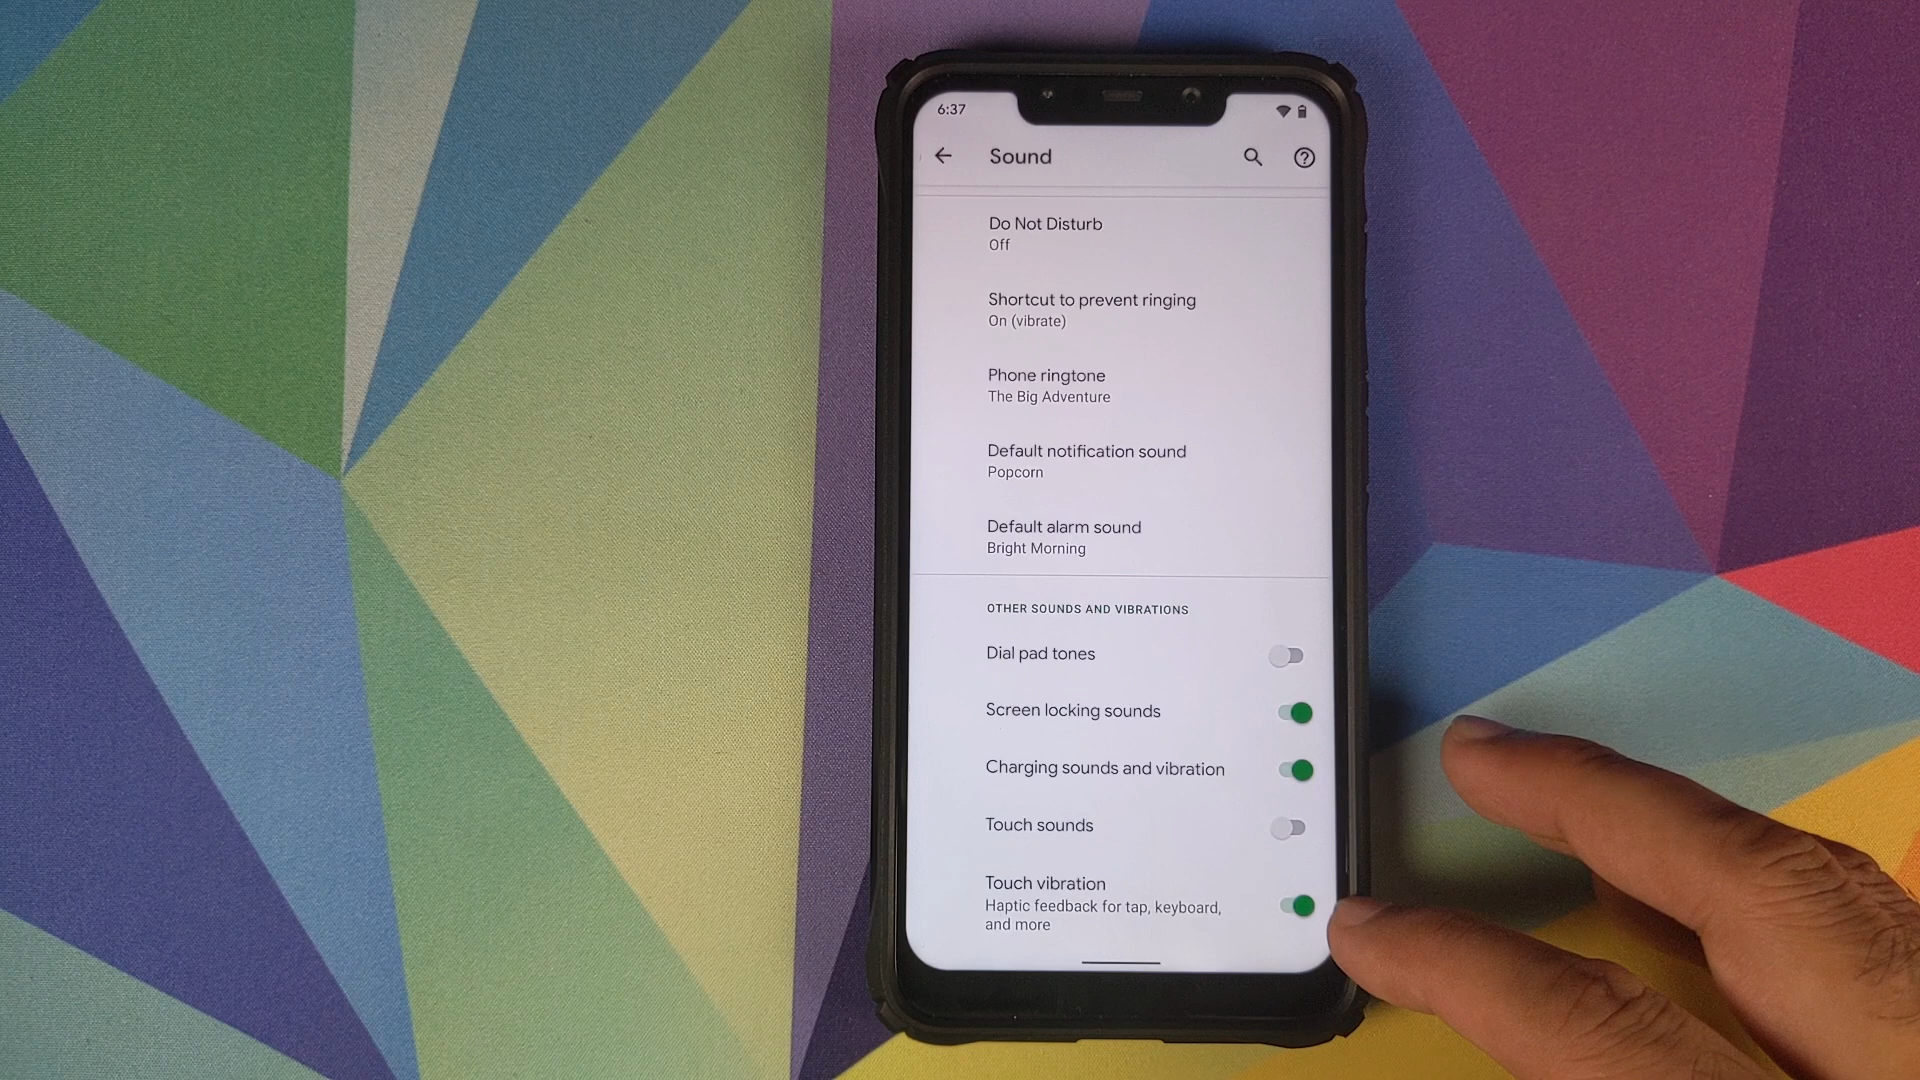 6:37
Sound
Do Not Disturb
Off
Shortcut to prevent ringing
On (vibrate)
Phone ringtone
The Big Adventure
Default notification sound
Popcorn
Default alarm sound
Bright Morning
OTHER SOUNDS AND VIBRATIONS
Dial pad tones
Screen locking sounds
Charging sounds and vibration
Touch sounds
Touch vibration
Haptic feedback for tap, keyboard,
and more